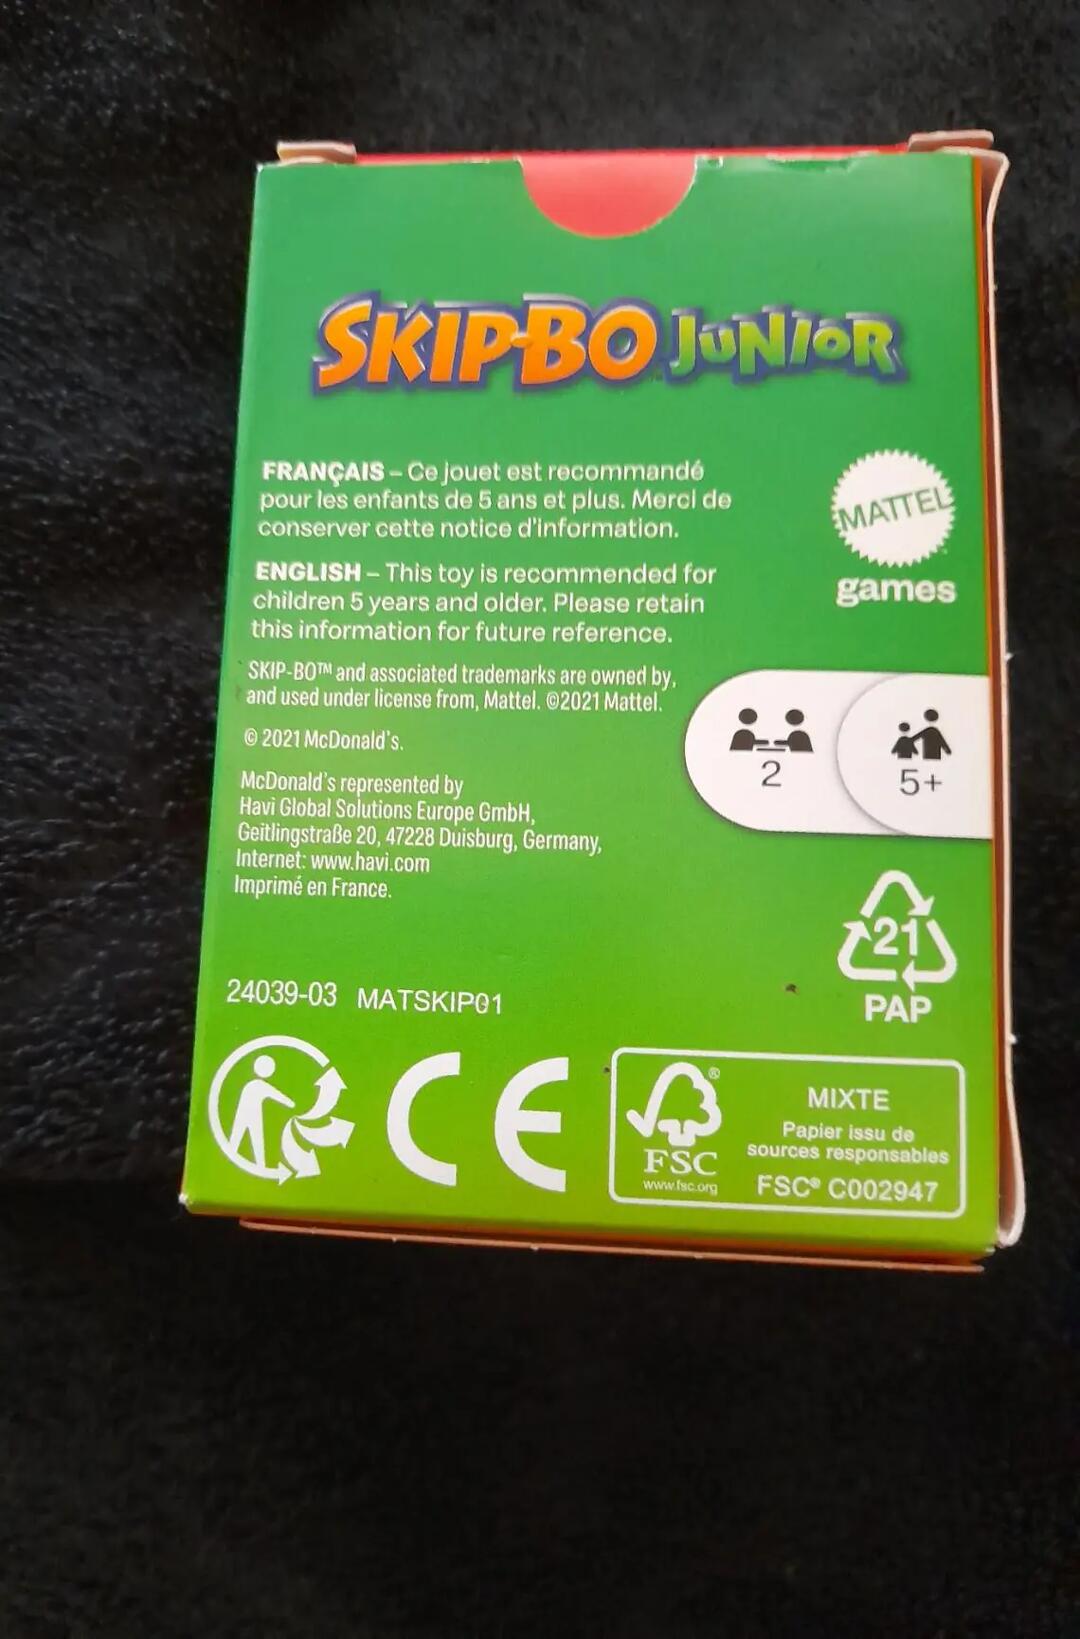 SKIP-BO JUNIOR
FRANÇAIS – Ce jouet est recommandé
pour les enfants de 5 ans et plus. Merci de
conserver cette notice d'information.
MATTEL
games
ENGLISH – This toy is recommended for
children 5 years and older. Please retain
this information for future reference.
SKIP-BO™ and associated trademarks are owned by,
and used under license from, Mattel. ©2021 Mattel.
© 2021 McDonald's.
2
5+
McDonald's represented by
Havi Global Solutions Europe GmbH,
Geitlingstraße 20, 47228 Duisburg, Germany,
Internet: www.havi.com
Imprimé en France.
21
PAP
24039-03 MATSKIP01
CE
FSC®
www.fsc.org
MIXTE
Papier issu de
sources responsables
FSC® C002947